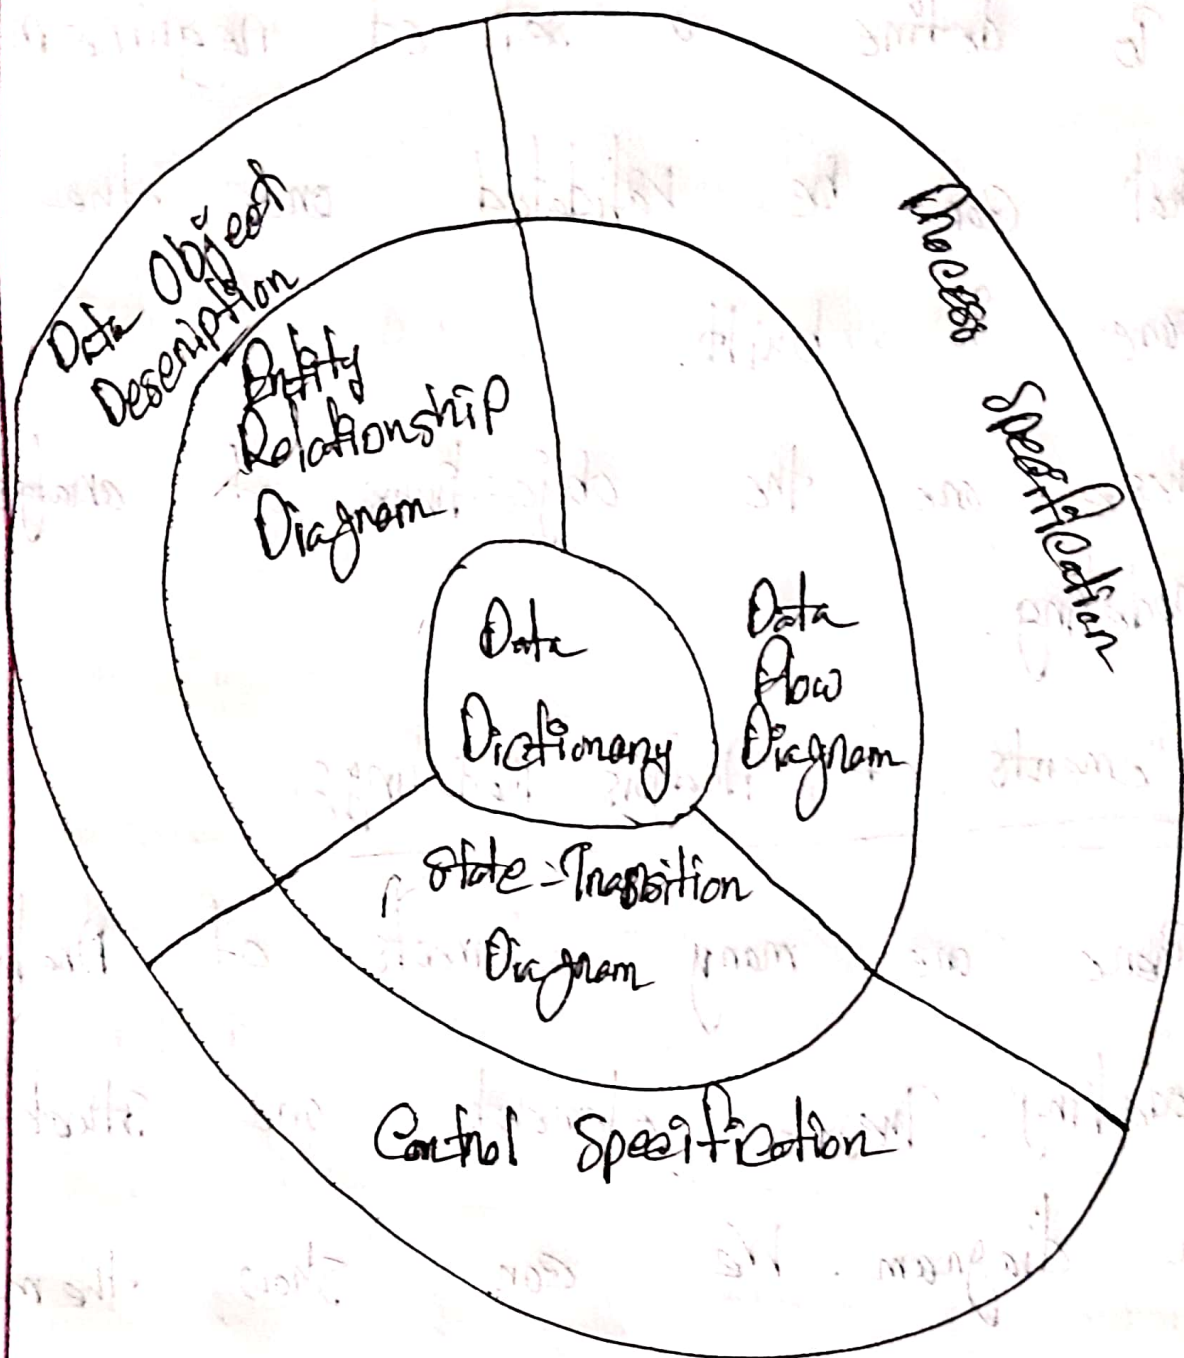 Data Object
Description
Process Specification
Entity
Relationship
Diagram.
Data
Dictionary
Data
Flow
Diagram
State-Transition
Diagram
Control Specification